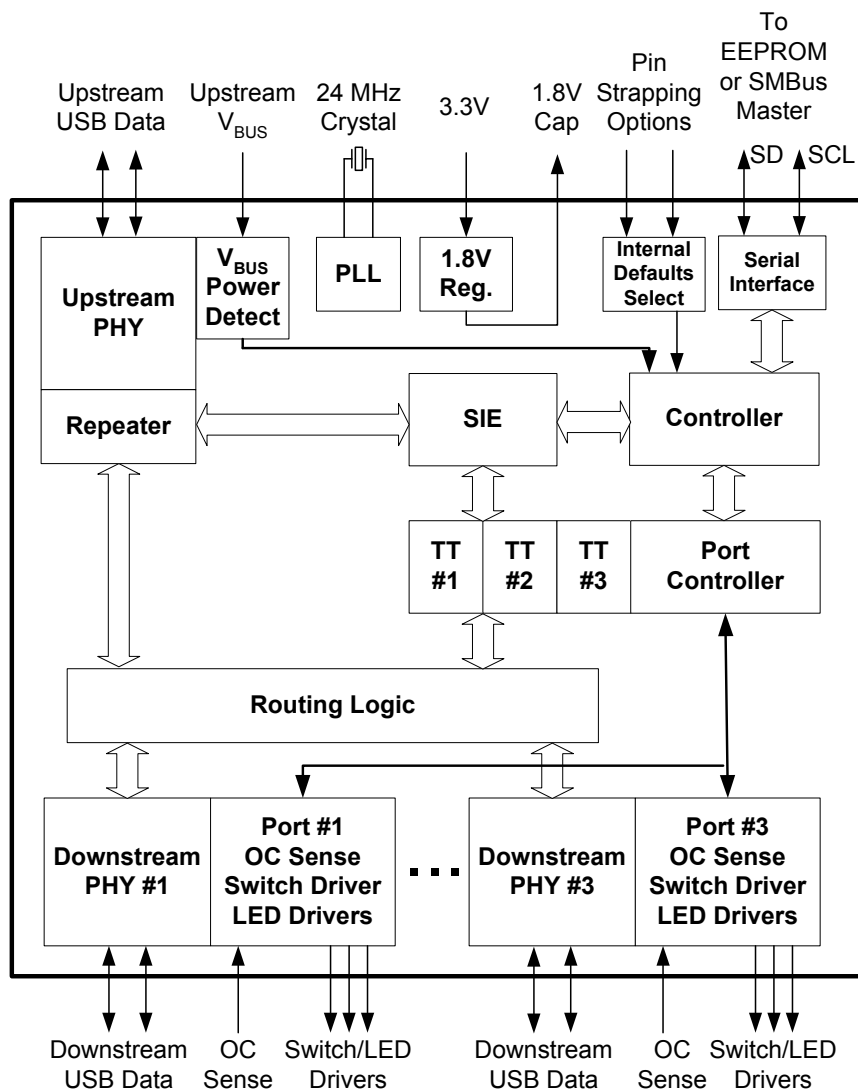 To
EEPROM
or SMBus
Master
Upstream
USB Data
Upstream
VBUS
24 MHz
Crystal
3.3V
1.8V
Cap
Pin
Strapping
Options
SD
SCL
Upstream
PHY
VBUS
Power
Detect
PLL
1.8V
Reg.
Internal
Defaults
Select
Serial
Interface
Repeater
SIE
Controller
TT
#1
TT
#2
TT
#3
Port
Controller
Routing Logic
Downstream
PHY #1
Port #1
OC Sense
Switch Driver
LED Drivers
Downstream
PHY #3
Port #3
OC Sense
Switch Driver
LED Drivers
Downstream
USB Data
OC
Sense
Switch/LED
Drivers
Downstream
USB Data
OC
Sense
Switch/LED
Drivers